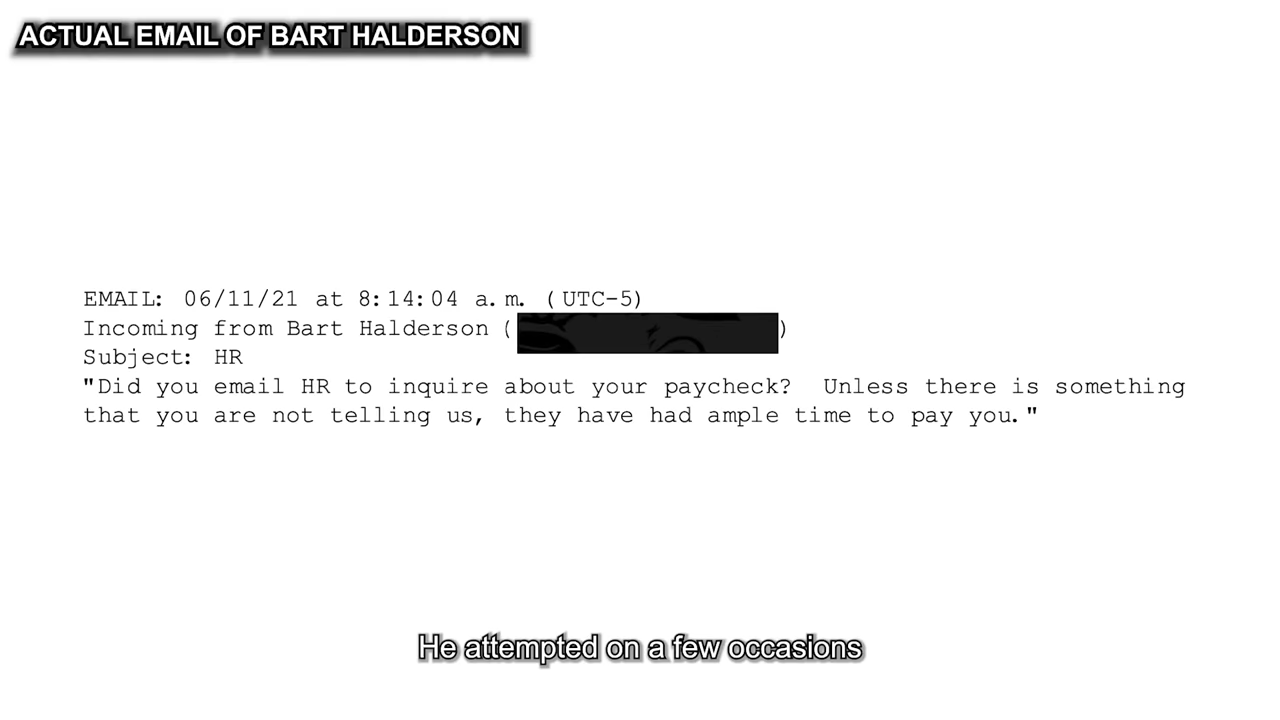 ACTUAL EMAIL OF BART HALDERSON
EMAIL: 06/11/21 at 8:14:04 a.m. (UTC-5)
Incoming from Bart Halderson ( )
Subject: HR
"Did you email HR to inquire about your paycheck? Unless there is something
that you are not telling us, they have had ample time to pay you."
He attempted on a few occasions